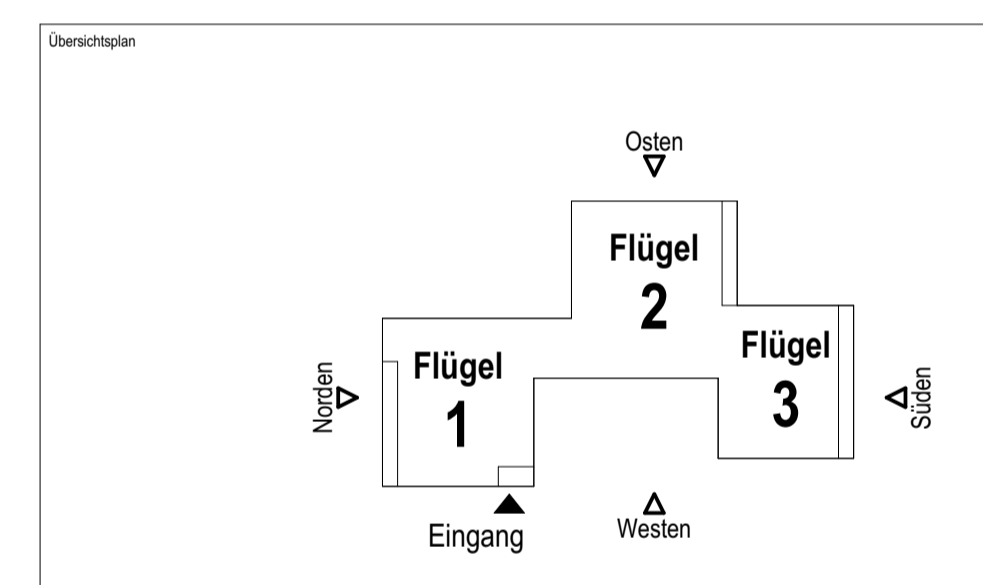 Übersichtsplan
Osten
Flügel
2
Flügel
3
Flügel
1
Norden
Süden
Eingang
Westen